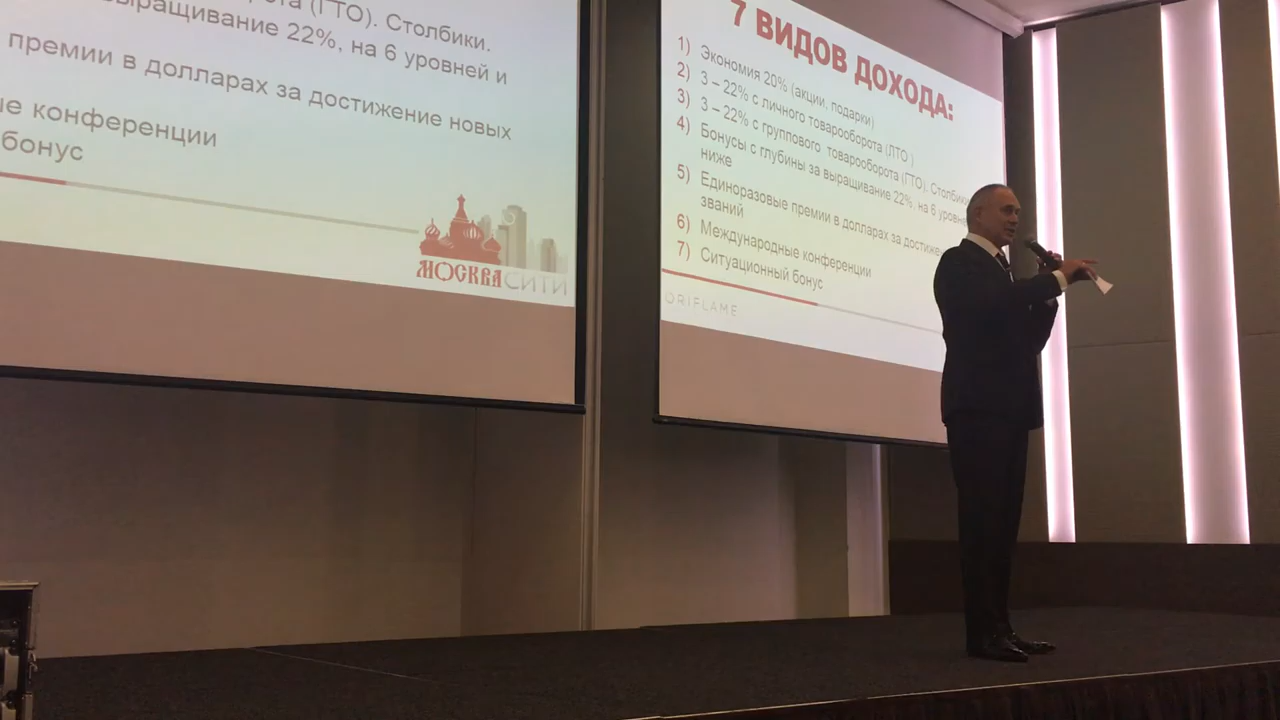 рота (ГТО). Столбики.
выращивание 22%, на 6 уровней и
премии в долларах за достижение новых
ые конференции
бонус
МОСКВА СИТИ
7 ВИДОВ ДОХОДА:
1) Экономия 20% (акции, подарки)
2) 3 – 22% с личного товарооборота (ЛТО )
3) 3 – 22% с группового товарооборота (ГТО). Столбики
4) Бонусы с глубины за выращивание 22%, на 6 уровне
ниже
5) Единоразовые премии в долларах за достиже
званий
6) Международные конференции
7) Ситуационный бонус
ORIFLAME